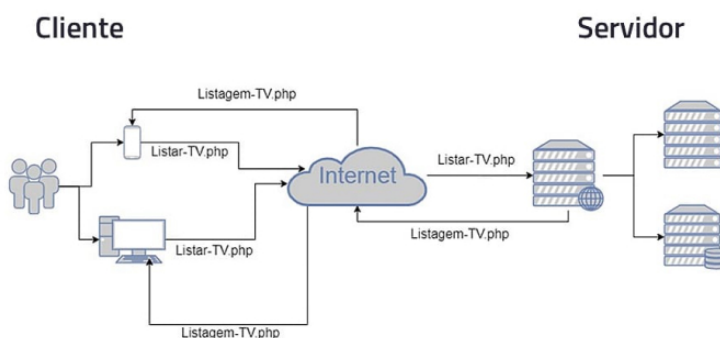 Cliente
Servidor
Listagem-TV.php
Listar-TV.php
Internet
Listar-TV.php
Listagem-TV.php
Listar-TV.php
Listagem-TV.php